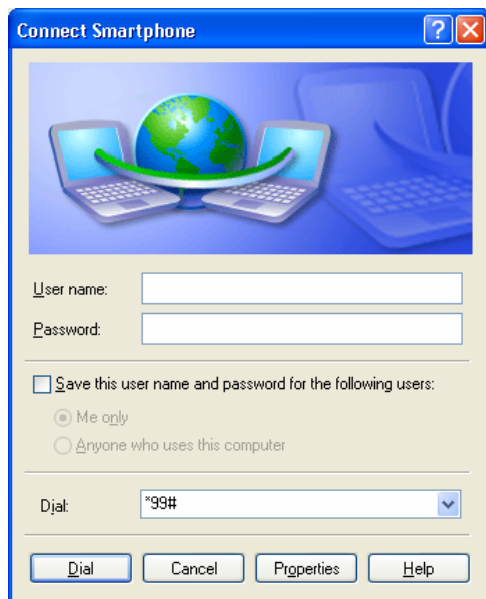 Connect Smartphone
User name:
Password:
Save this user name and password for the following users:
Me only
Anyone who uses this computer
Dial:
*99#
Dial
Cancel
Properties
Help